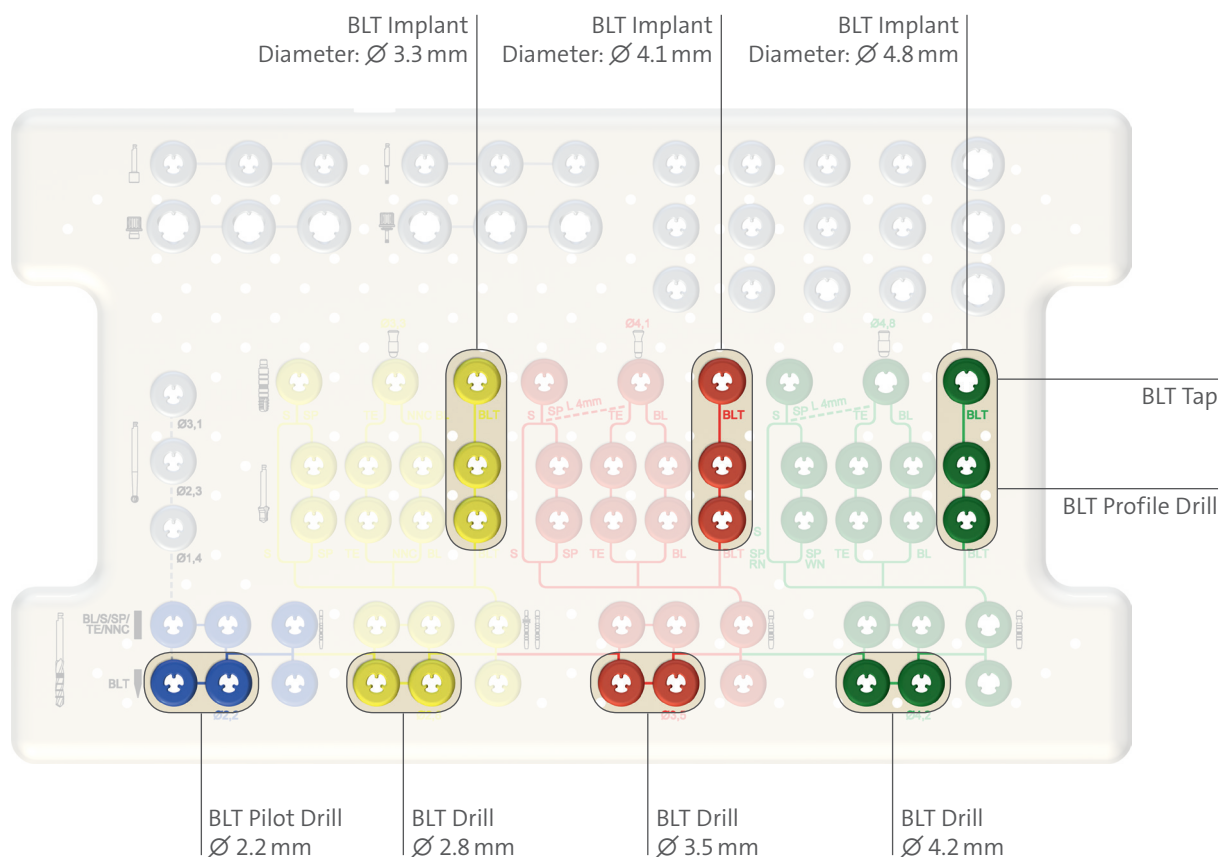 BLT Implant
Diameter: Ø 3.3 mm
BLT Implant
Diameter: Ø 4.1 mm
BLT Implant
Diameter: Ø 4.8 mm
Ø4,1
Ø4,8
BLT Tap
S SP L 4mm TE BL
S SP L 4mm TE BL
BLT
BLT
BLT
Ø3,1
Ø2,3
BLT Profile Drill
Ø1,4
S SP TE BL BLT
S SP RN SP WN TE BL BLT
BL/S/SP/
TE/NNC
BLT
Ø2,2
Ø3,5
Ø4,2
BLT Pilot Drill
Ø 2.2 mm
BLT Drill
Ø 2.8 mm
BLT Drill
Ø 3.5 mm
BLT Drill
Ø 4.2 mm